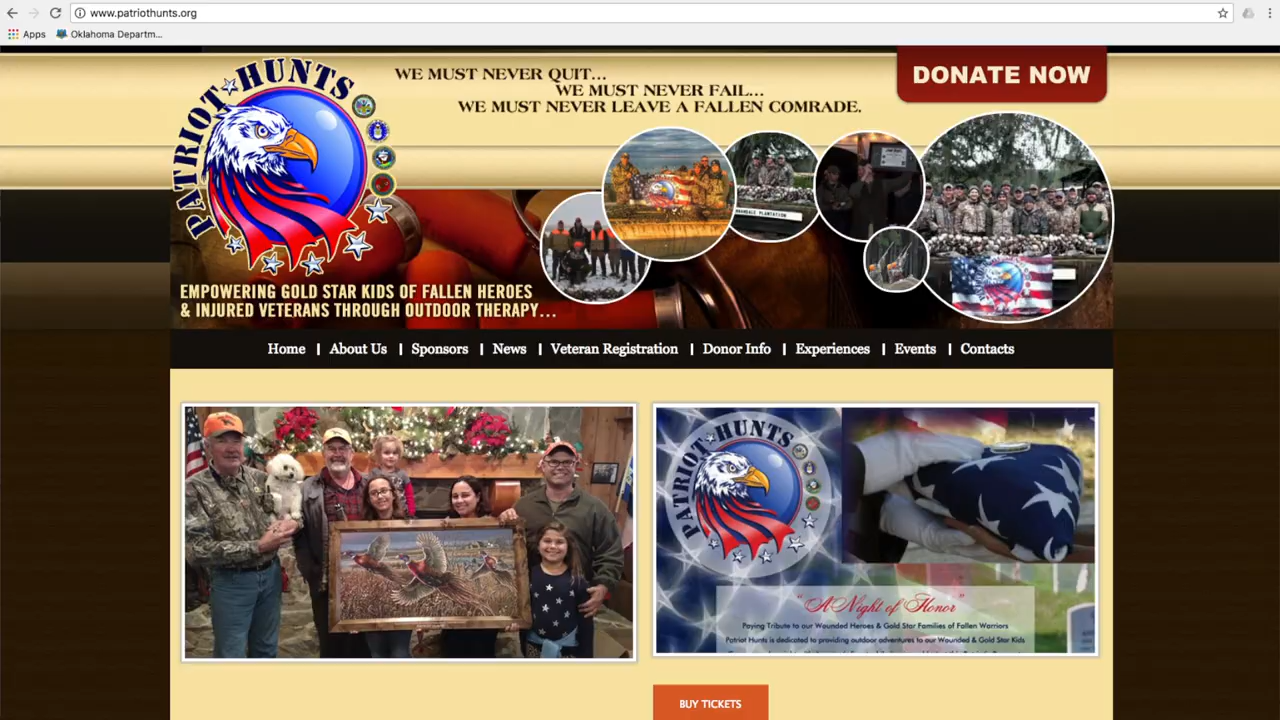 www.patriothunts.org
Apps
Oklahoma Departm...
PATRIOT HUNTS
WE MUST NEVER QUIT...
WE MUST NEVER FAIL...
WE MUST NEVER LEAVE A FALLEN COMRADE.
DONATE NOW
PLANTATION
EMPOWERING GOLD STAR KIDS OF FALLEN HEROES
& INJURED VETERANS THROUGH OUTDOOR THERAPY...
Home | About Us | Sponsors | News | Veteran Registration | Donor Info | Experiences | Events | Contacts
PATRIOT HUNTS
"A Night of Honor"
Paying Tribute to our Wounded Heroes & Gold Star Families of Fallen Warriors
Patriot Hunts is dedicated to providing outdoor adventures to our Wounded & Gold Star Kids
BUY TICKETS